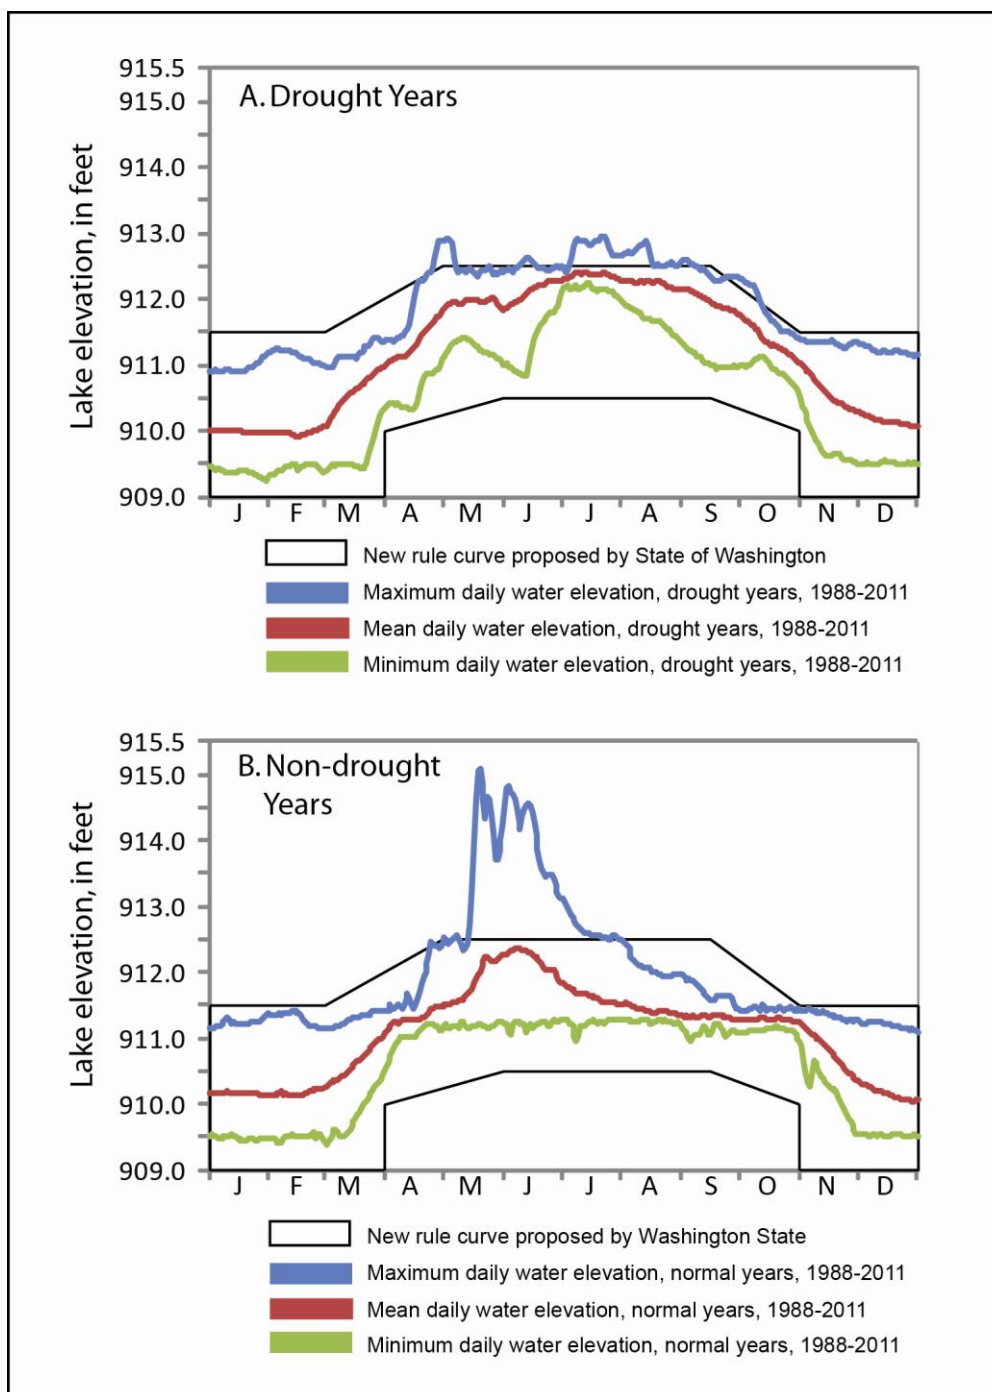 A. Drought Years
Lake elevation, in feet
915.5
915.0
914.0
913.0
912.0
911.0
910.0
909.0
J F M A M J J A S O N D
New rule curve proposed by State of Washington
Maximum daily water elevation, drought years, 1988-2011
Mean daily water elevation, drought years, 1988-2011
Minimum daily water elevation, drought years, 1988-2011
B. Non-drought
Years
Lake elevation, in feet
915.5
915.0
914.0
913.0
912.0
911.0
910.0
909.0
J F M A M J J A S O N D
New rule curve proposed by Washington State
Maximum daily water elevation, normal years, 1988-2011
Mean daily water elevation, normal years, 1988-2011
Minimum daily water elevation, normal years, 1988-2011